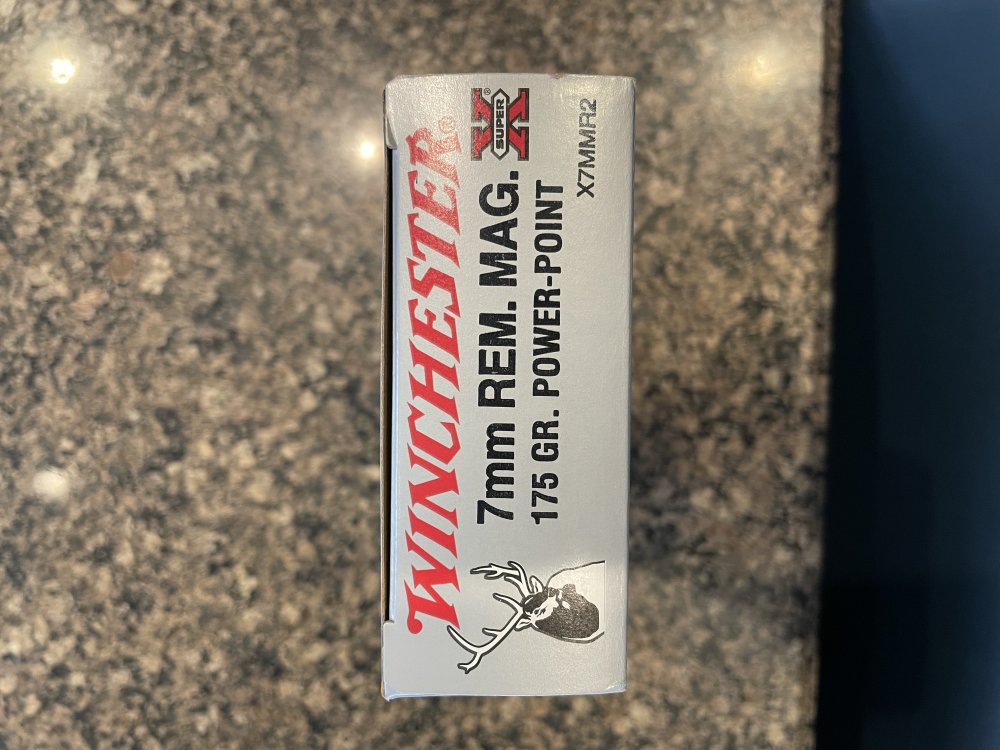 WINCHESTER®
SUPER X®
7mm REM. MAG.
175 GR. POWER-POINT
X7MMR2